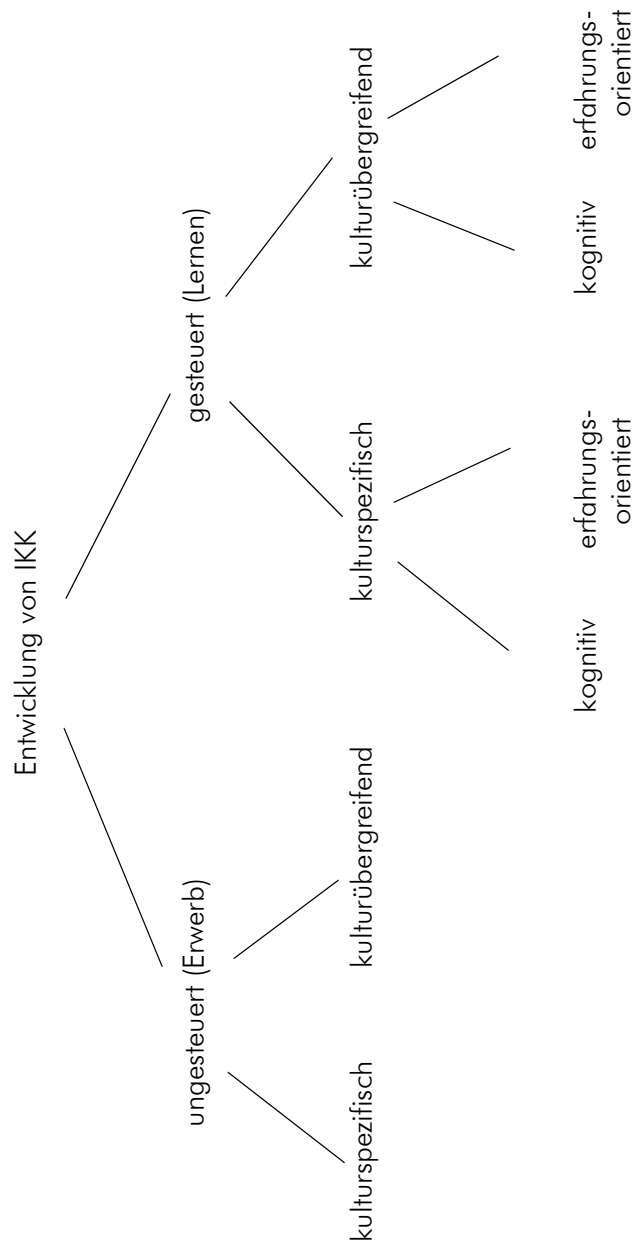 Entwicklung von IKK
ungesteuert (Erwerb)
gesteuert (Lernen)
kulturspezifisch
kulturübergreifend
kulturspezifisch
kulturübergreifend
kognitiv
erfahrungs-
orientiert
kognitiv
erfahrungs-
orientiert